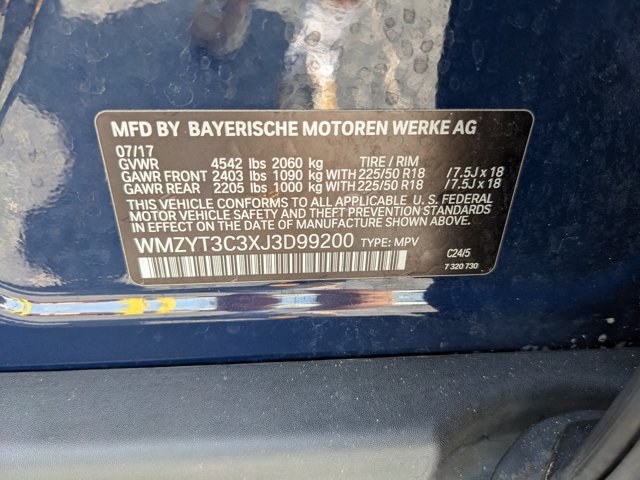 MFD BY BAYERISCHE MOTOREN WERKE AG
07/17
GVWR 4542 lbs 2060 kg TIRE / RIM
GAWR FRONT 2403 lbs 1090 kg WITH 225/50 R18 / 7.5J x 18
GAWR REAR 2205 lbs 1000 kg WITH 225/50 R18 / 7.5J x 18
THIS VEHICLE CONFORMS TO ALL APPLICABLE U. S. FEDERAL
MOTOR VEHICLE SAFETY AND THEFT PREVENTION STANDARDS
IN EFFECT ON THE DATE OF MANUFACTURE SHOWN ABOVE.
WMZYT3C3XJ3D99200 TYPE: MPV
C24/5
7 320 730